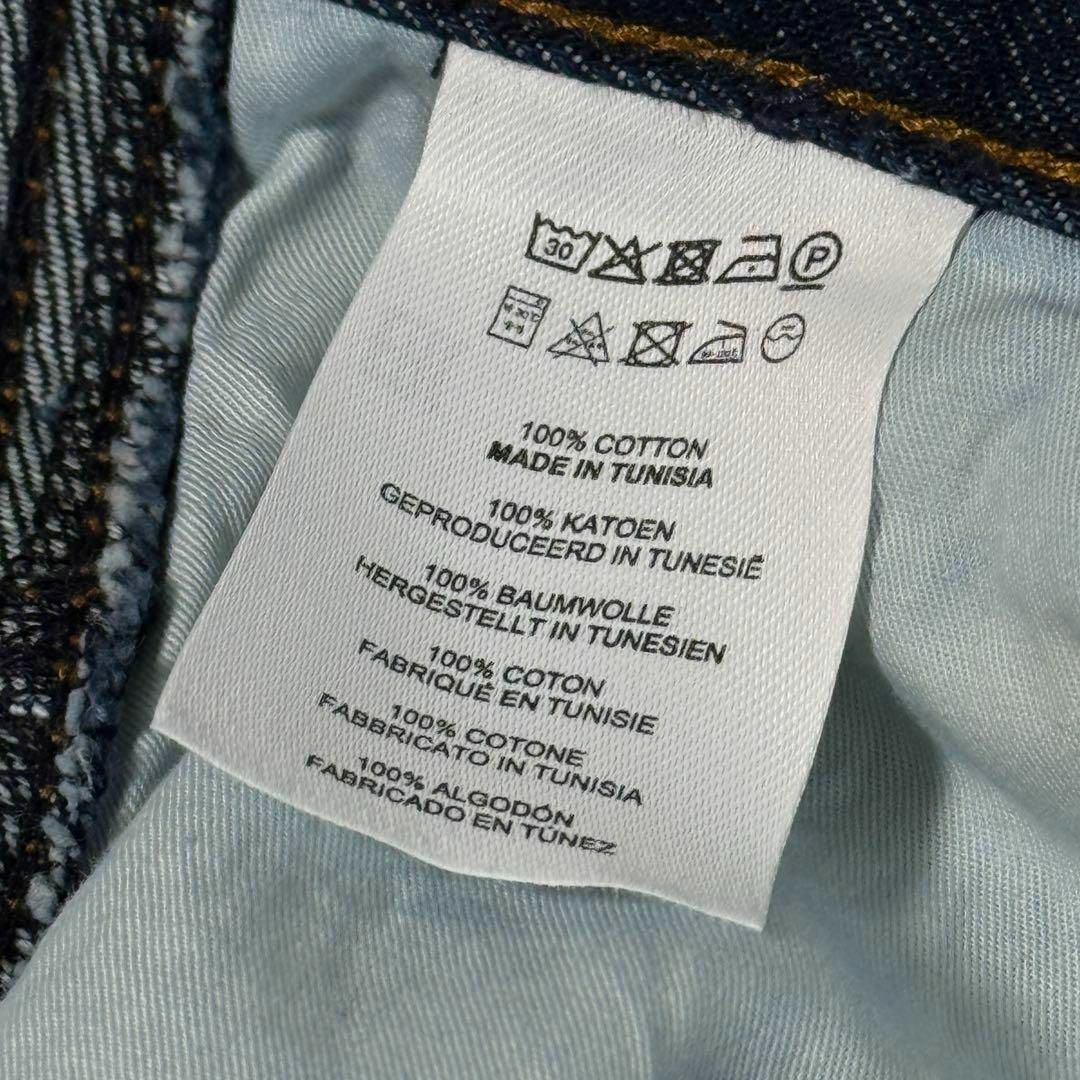 30 P
100% COTTON
MADE IN TUNISIA
100% KATOEN
GEPRODUCEERD IN TUNESIË
100% BAUMWOLLE
HERGESTELLT IN TUNESIEN
100% COTON
FABRIQUÉ EN TUNISIE
100% COTONE
FABBRICATO IN TUNISIA
100% ALGODÓN
FABRICADO EN TÚNEZ